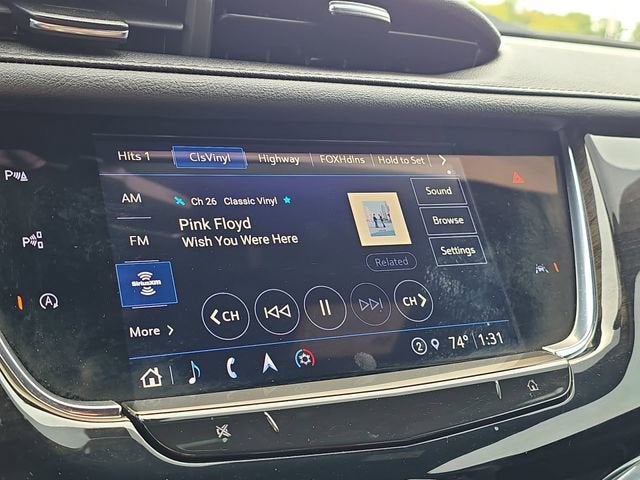 Hits 1 ClsVinyl Highway FOXHdlns Hold to Set
AM
Ch 26 Classic Vinyl
Sound
Pink Floyd
Browse
FM
Wish You Were Here
Settings
Related
SiriusXM
CH
CH
More
2 74° 1:31
P
P
A